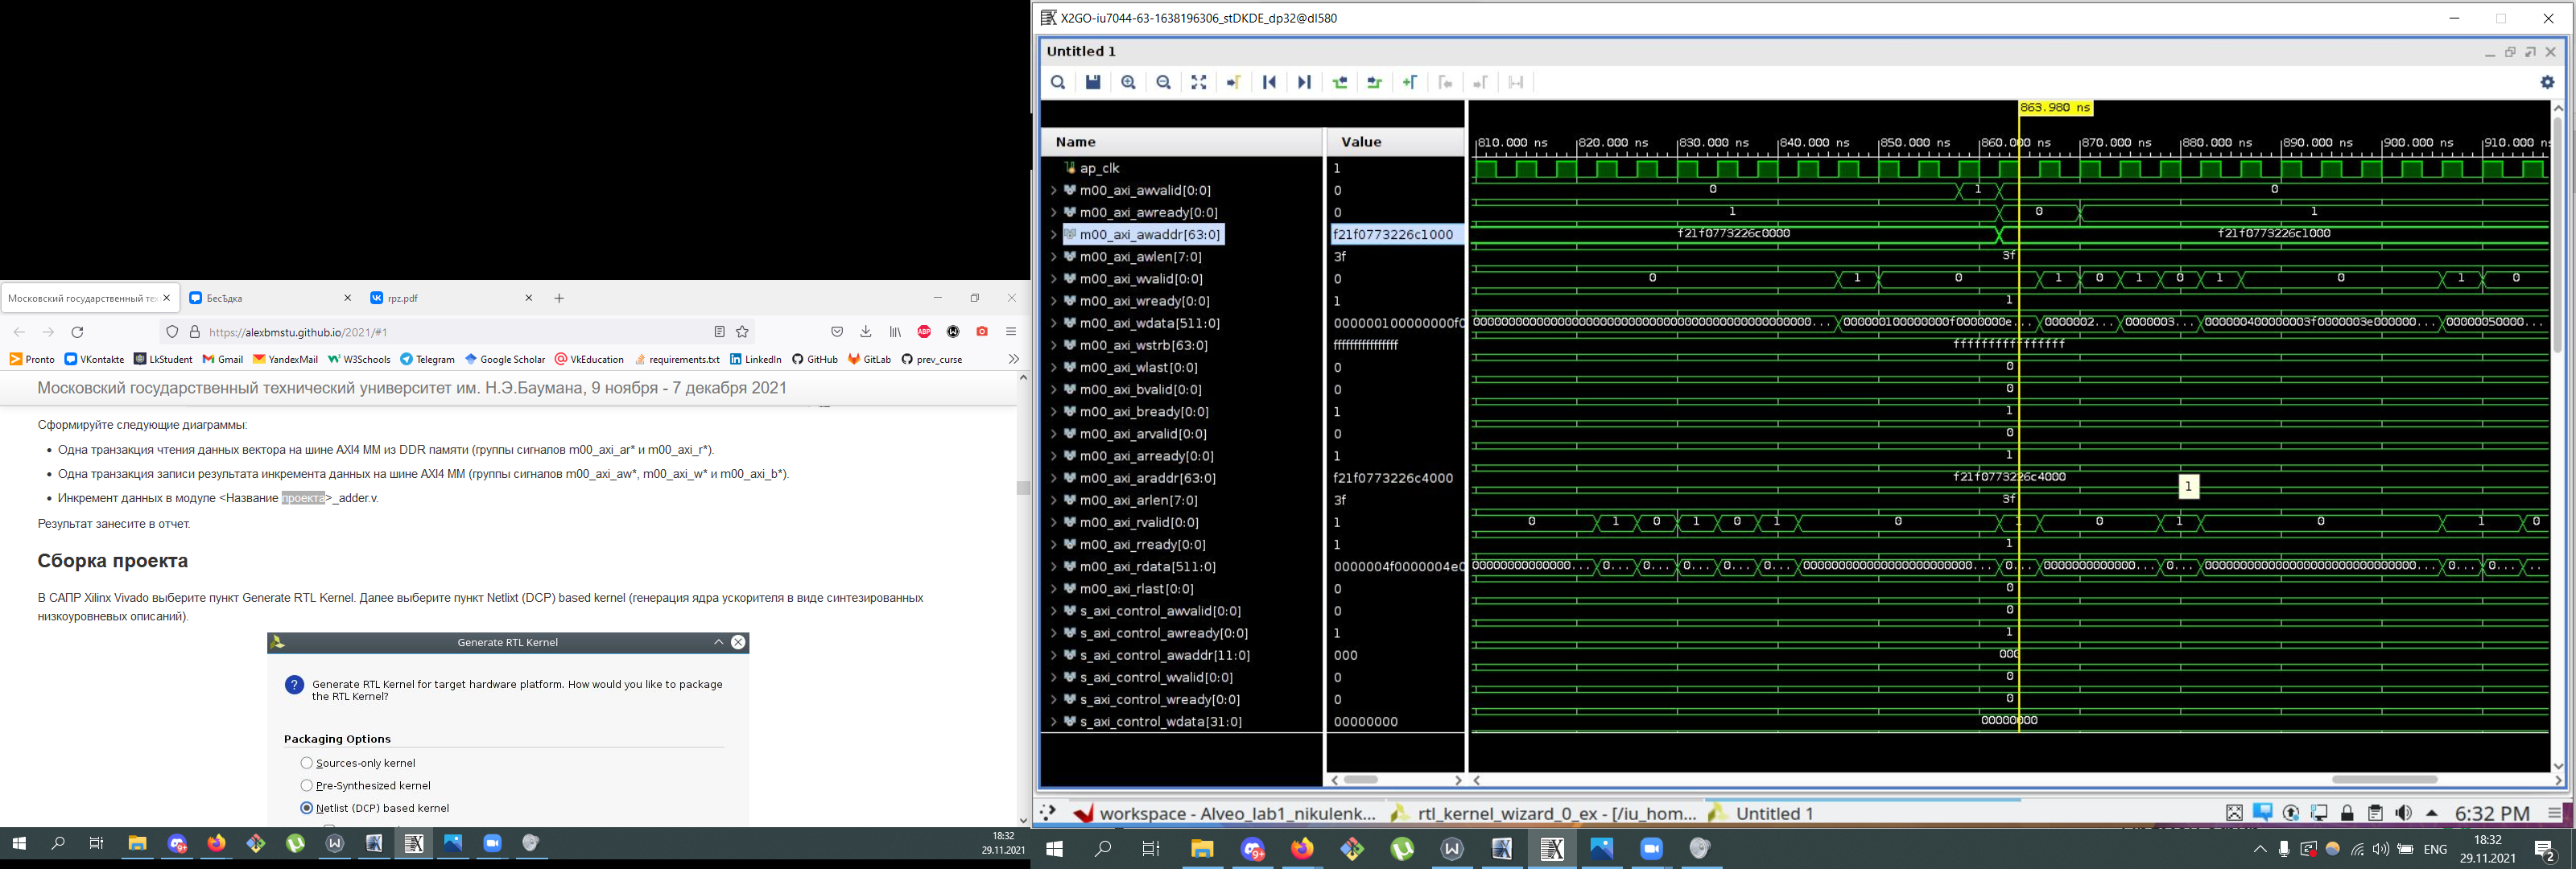 Московский государственный тех
БесѢдка
rpz.pdf
https://alexbmstu.github.io/2021/#1
Pronto VKontakte LkStudent Gmail YandexMail W3Schools Telegram Google Scholar VkEducation requirements.txt LinkedIn GitHub GitLab prev_curse
Московский государственный технический университет им. Н.Э.Баумана, 9 ноября - 7 декабря 2021
Сформируйте следующие диаграммы:
• Одна транзакция чтения данных вектора на шине AXI4 MM из DDR памяти (группы сигналов m00_axi_ar* и m00_axi_r*).
• Одна транзакция записи результата инкремента данных на шине AXI4 MM (группы сигналов m00_axi_aw*, m00_axi_w* и m00_axi_b*).
• Инкремент данных в модуле <Название проекта>_adder.v.
Результат занесите в отчет.
Сборка проекта
В САПР Xilinx Vivado выберите пункт Generate RTL Kernel. Далее выберите пункт Netlixt (DCP) based kernel (генерация ядра ускорителя в виде синтезированных
низкоуровневых описаний).
Generate RTL Kernel
Generate RTL Kernel for target hardware platform. How would you like to package
the RTL Kernel?
Packaging Options
Sources-only kernel
Pre-Synthesized kernel
Netlist (DCP) based kernel
18:32
29.11.2021
X2GO-iu7044-63-1638196306_stDKDE_dp32@dl580
Untitled 1
863.980 ns
Name Value
810.000 ns 820.000 ns 830.000 ns 840.000 ns 850.000 ns 860.000 ns 870.000 ns 880.000 ns 890.000 ns 900.000 ns 910.000 ns
ap_clk 1
m00_axi_awvalid[0:0] 0 0 1 0
m00_axi_awready[0:0] 0 1 0 1
m00_axi_awaddr[63:0] f21f0773226c1000 f21f0773226c0000 f21f0773226c1000
m00_axi_awlen[7:0] 3f 3f
m00_axi_wvalid[0:0] 0 0 1 0 1 0 1 0 1 0 1 0
m00_axi_wready[0:0] 1 1
m00_axi_wdata[511:0] 000000100000000f0 00000000000000000000000000000000000000000000000000... 000000100000000f0000000e... 0000002... 0000003... 000000400000003f0000003e000000... 00000050000...
m00_axi_wstrb[63:0] ffffffffffffffff ffffffffffffffff
m00_axi_wlast[0:0] 0 0
m00_axi_bvalid[0:0] 0 0
m00_axi_bready[0:0] 1 1
m00_axi_arvalid[0:0] 0 0
m00_axi_arready[0:0] 1 1
m00_axi_araddr[63:0] f21f0773226c4000 f21f0773226c4000
1
m00_axi_arlen[7:0] 3f 3f
m00_axi_rvalid[0:0] 1 0 1 0 1 0 1 0 1 0 1 0 1 0
m00_axi_rready[0:0] 1 1
m00_axi_rdata[511:0] 0000004f0000004e0 00000000000000... 0... 0... 0... 0... 0... 00000000000000000000000000... 0... 0000000000000... 0... 0000000000000000000000000000000000... 0... 0... ..
m00_axi_rlast[0:0] 0 0
s_axi_control_awvalid[0:0] 0 0
s_axi_control_awready[0:0] 1 1
s_axi_control_awaddr[11:0] 000 000
s_axi_control_wvalid[0:0] 0 0
s_axi_control_wready[0:0] 0 0
s_axi_control_wdata[31:0] 00000000 00000000
workspace - Alveo_lab1_nikulenk... rtl_kernel_wizard_0_ex - [/iu_hom... Untitled 1 6:32 PM
ENG
18:32
29.11.2021
2